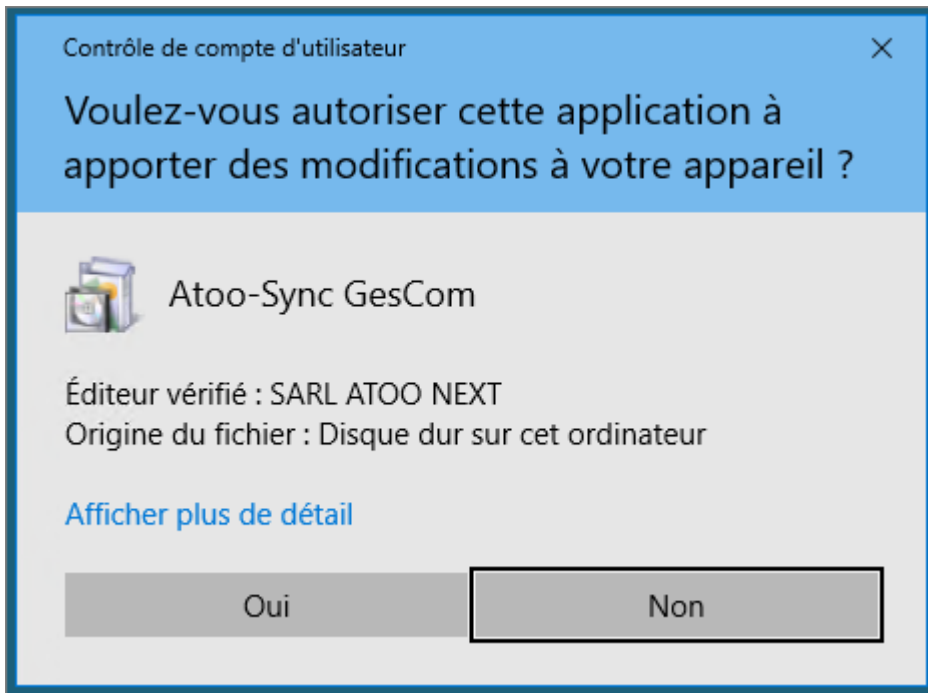 Contrôle de compte d'utilisateur
Voulez-vous autoriser cette application à
apporter des modifications à votre appareil ?
Atoo-Sync GesCom
Éditeur vérifié : SARL ATOO NEXT
Origine du fichier : Disque dur sur cet ordinateur
Afficher plus de détail
Oui
Non